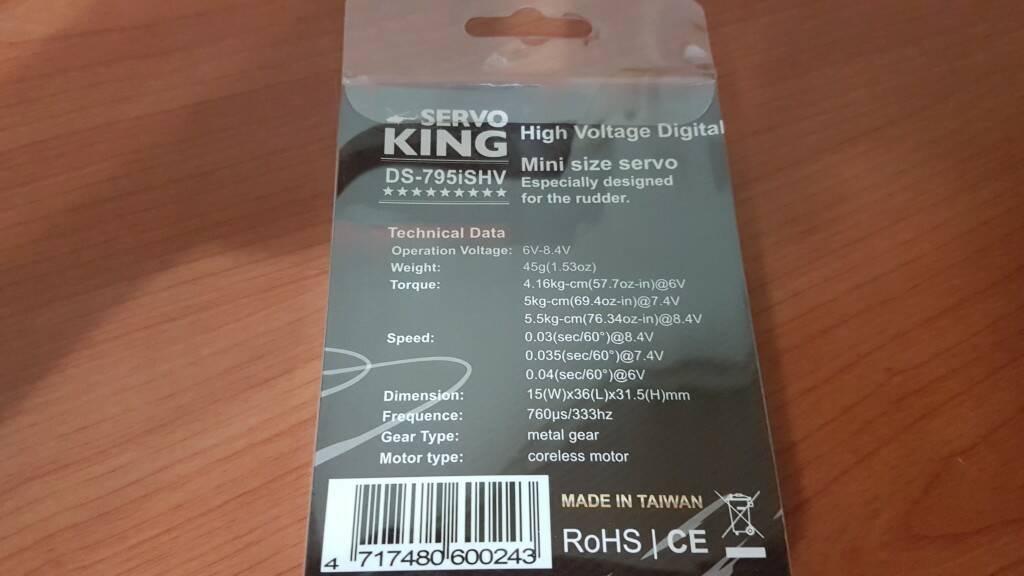 SERVO
KING
DS-795iSHV
High Voltage Digital
Mini size servo
Especially designed
for the rudder.
Technical Data
Operation Voltage: 6V-8.4V
Weight: 45g(1.53oz)
Torque: 4.16kg-cm(57.7oz-in)@6V
5kg-cm(69.4oz-in)@7.4V
5.5kg-cm(76.34oz-in)@8.4V
Speed: 0.03(sec/60°)@8.4V
0.035(sec/60°)@7.4V
0.04(sec/60°)@6V
Dimension: 15(W)x36(L)x31.5(H)mm
Frequence: 760µs/333hz
Gear Type: metal gear
Motor type: coreless motor
MADE IN TAIWAN
RoHS | CE
4 717480 600243